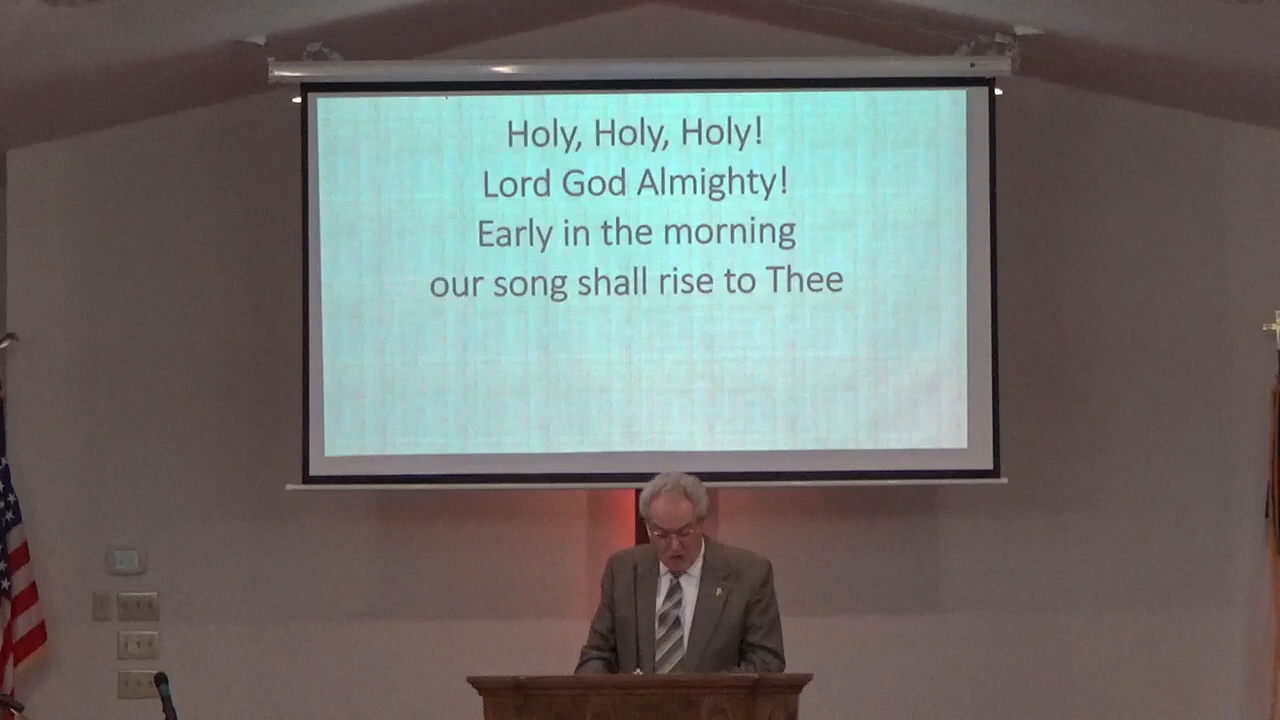 Holy, Holy, Holy!
Lord God Almighty!
Early in the morning
our song shall rise to Thee